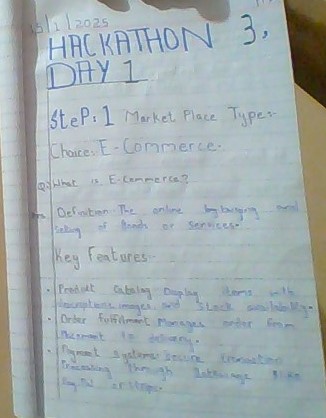 15/1/2025
HACKATHON 3,
DAY 1
SteP:1 Market Place Type:-
Choice: E-Commerce.
Q: What is E-Commerce?
Ans. Definition: The online buying and
selling of Goods or services.
Key Features:-
• Product Catalog Display items with
descriptions, images and stock availability.
• Order fulfillment Manages order from
Placement to delivery.
• Payment Systems: Secure transaction
Processing through Gateways like
PayPal or stripe.